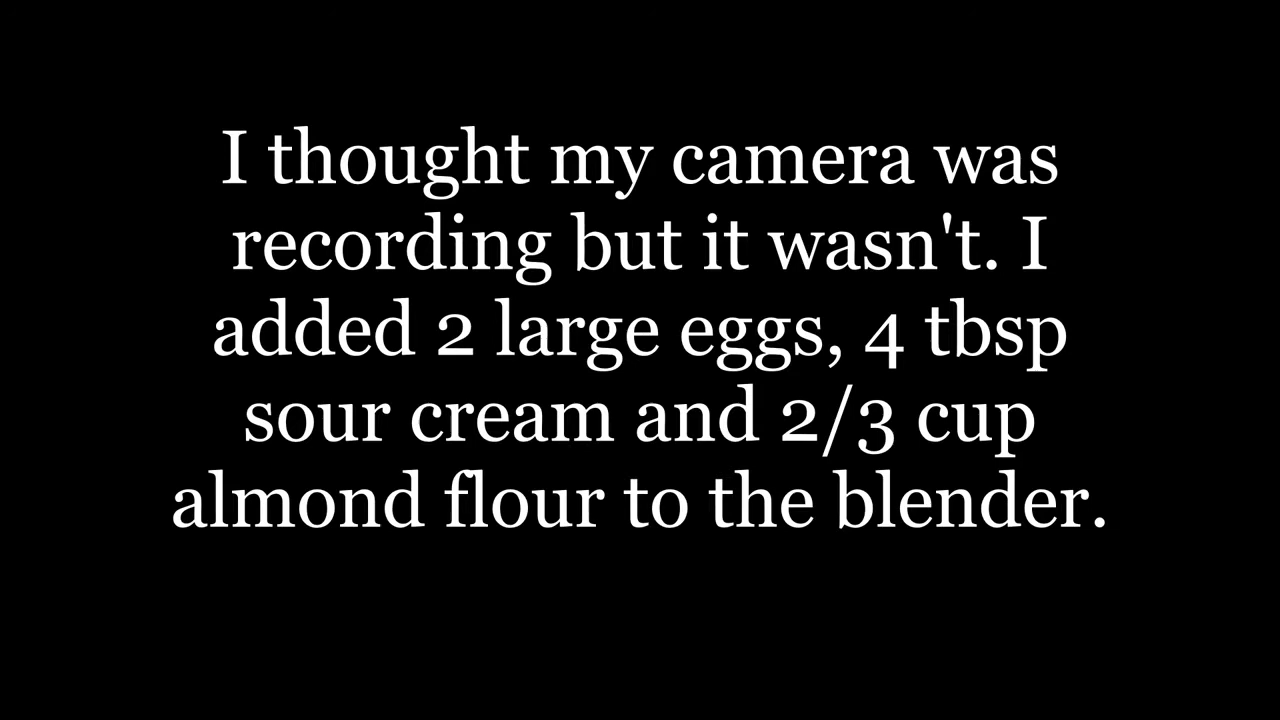 I thought my camera was
recording but it wasn't. I
added 2 large eggs, 4 tbsp
sour cream and 2/3 cup
almond flour to the blender.